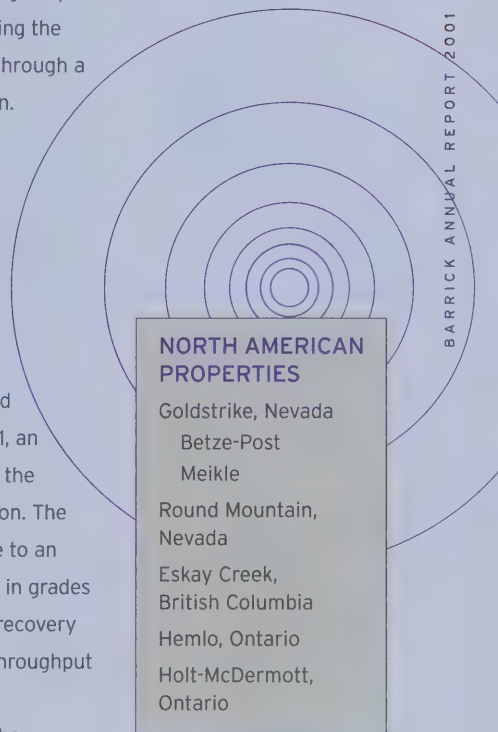 ing the
hrough a
n.
BARRICK ANNUAL REPORT 2001
d
1, an
the
on. The
e to an
in grades
recovery
hroughput
NORTH AMERICAN
PROPERTIES
Goldstrike, Nevada
Betze-Post
Meikle
Round Mountain,
Nevada
Eskay Creek,
British Columbia
Hemlo, Ontario
Holt-McDermott,
Ontario